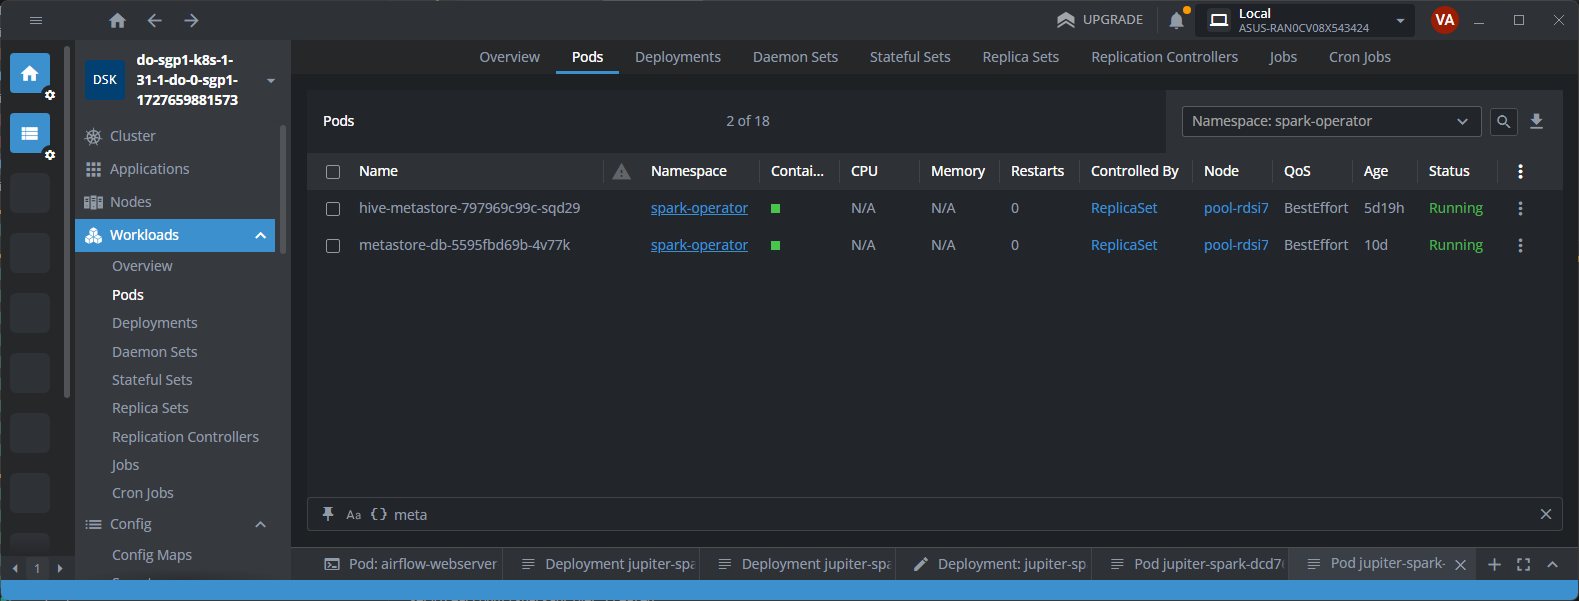 UPGRADE
Local
ASUS-RAN0CV08X543424
VA
DSK
do-sgp1-k8s-1-
31-1-do-0-sgp1-
1727659881573
Overview Pods Deployments Daemon Sets Stateful Sets Replica Sets Replication Controllers Jobs Cron Jobs
Cluster
Applications
Nodes
Workloads
Overview
Pods
Deployments
Daemon Sets
Stateful Sets
Replica Sets
Replication Controllers
Jobs
Cron Jobs
Config
Config Maps
1
Pods 2 of 18 Namespace: spark-operator
Name Namespace Contai... CPU Memory Restarts Controlled By Node QoS Age Status
hive-metastore-797969c99c-sqd29 spark-operator N/A N/A 0 ReplicaSet pool-rdsi7 BestEffort 5d19h Running
metastore-db-5595fbd69b-4v77k spark-operator N/A N/A 0 ReplicaSet pool-rdsi7 BestEffort 10d Running
Aa {} meta
Pod: airflow-webserver Deployment jupiter-spa Deployment jupiter-spa Deployment: jupiter-sp Pod jupiter-spark-dcd7 Pod jupiter-spark-